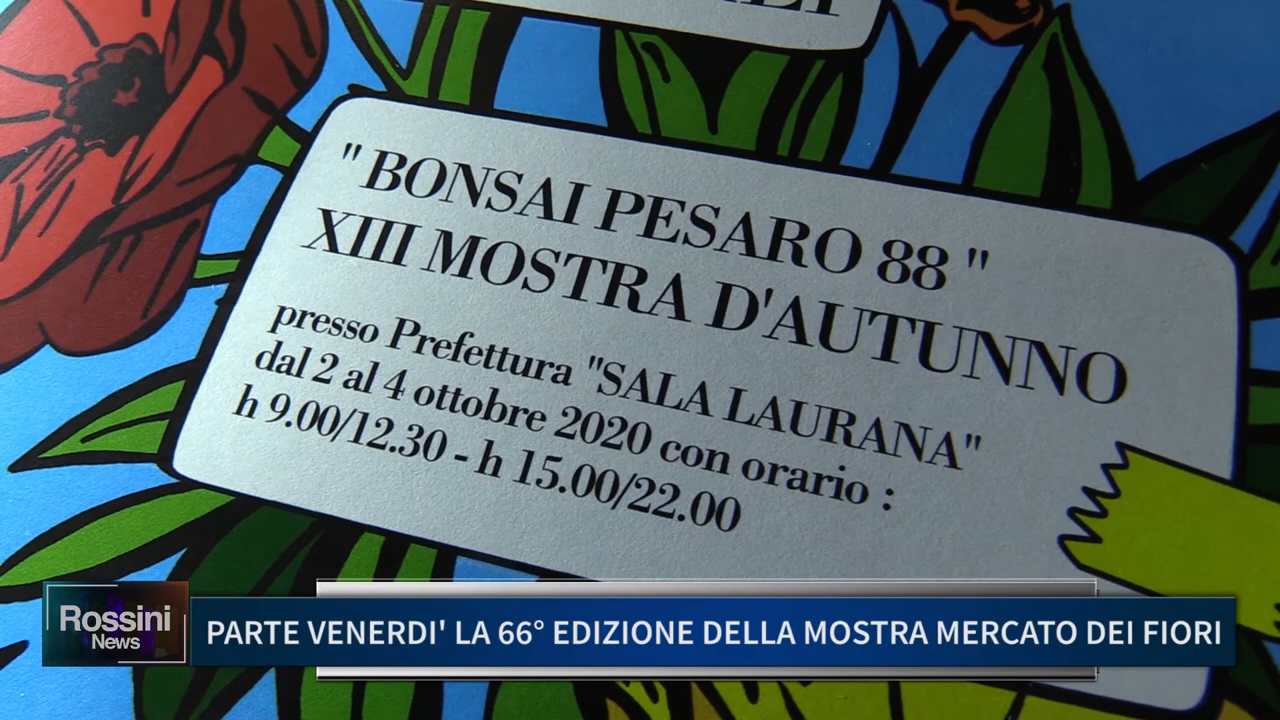 " BONSAI PESARO 88 "
XIII MOSTRA D'AUTUNNO
presso Prefettura "SALA LAURANA"
dal 2 al 4 ottobre 2020 con orario :
h 9.00/12.30 - h 15.00/22.00
Rossini
News
PARTE VENERDI' LA 66° EDIZIONE DELLA MOSTRA MERCATO DEI FIORI